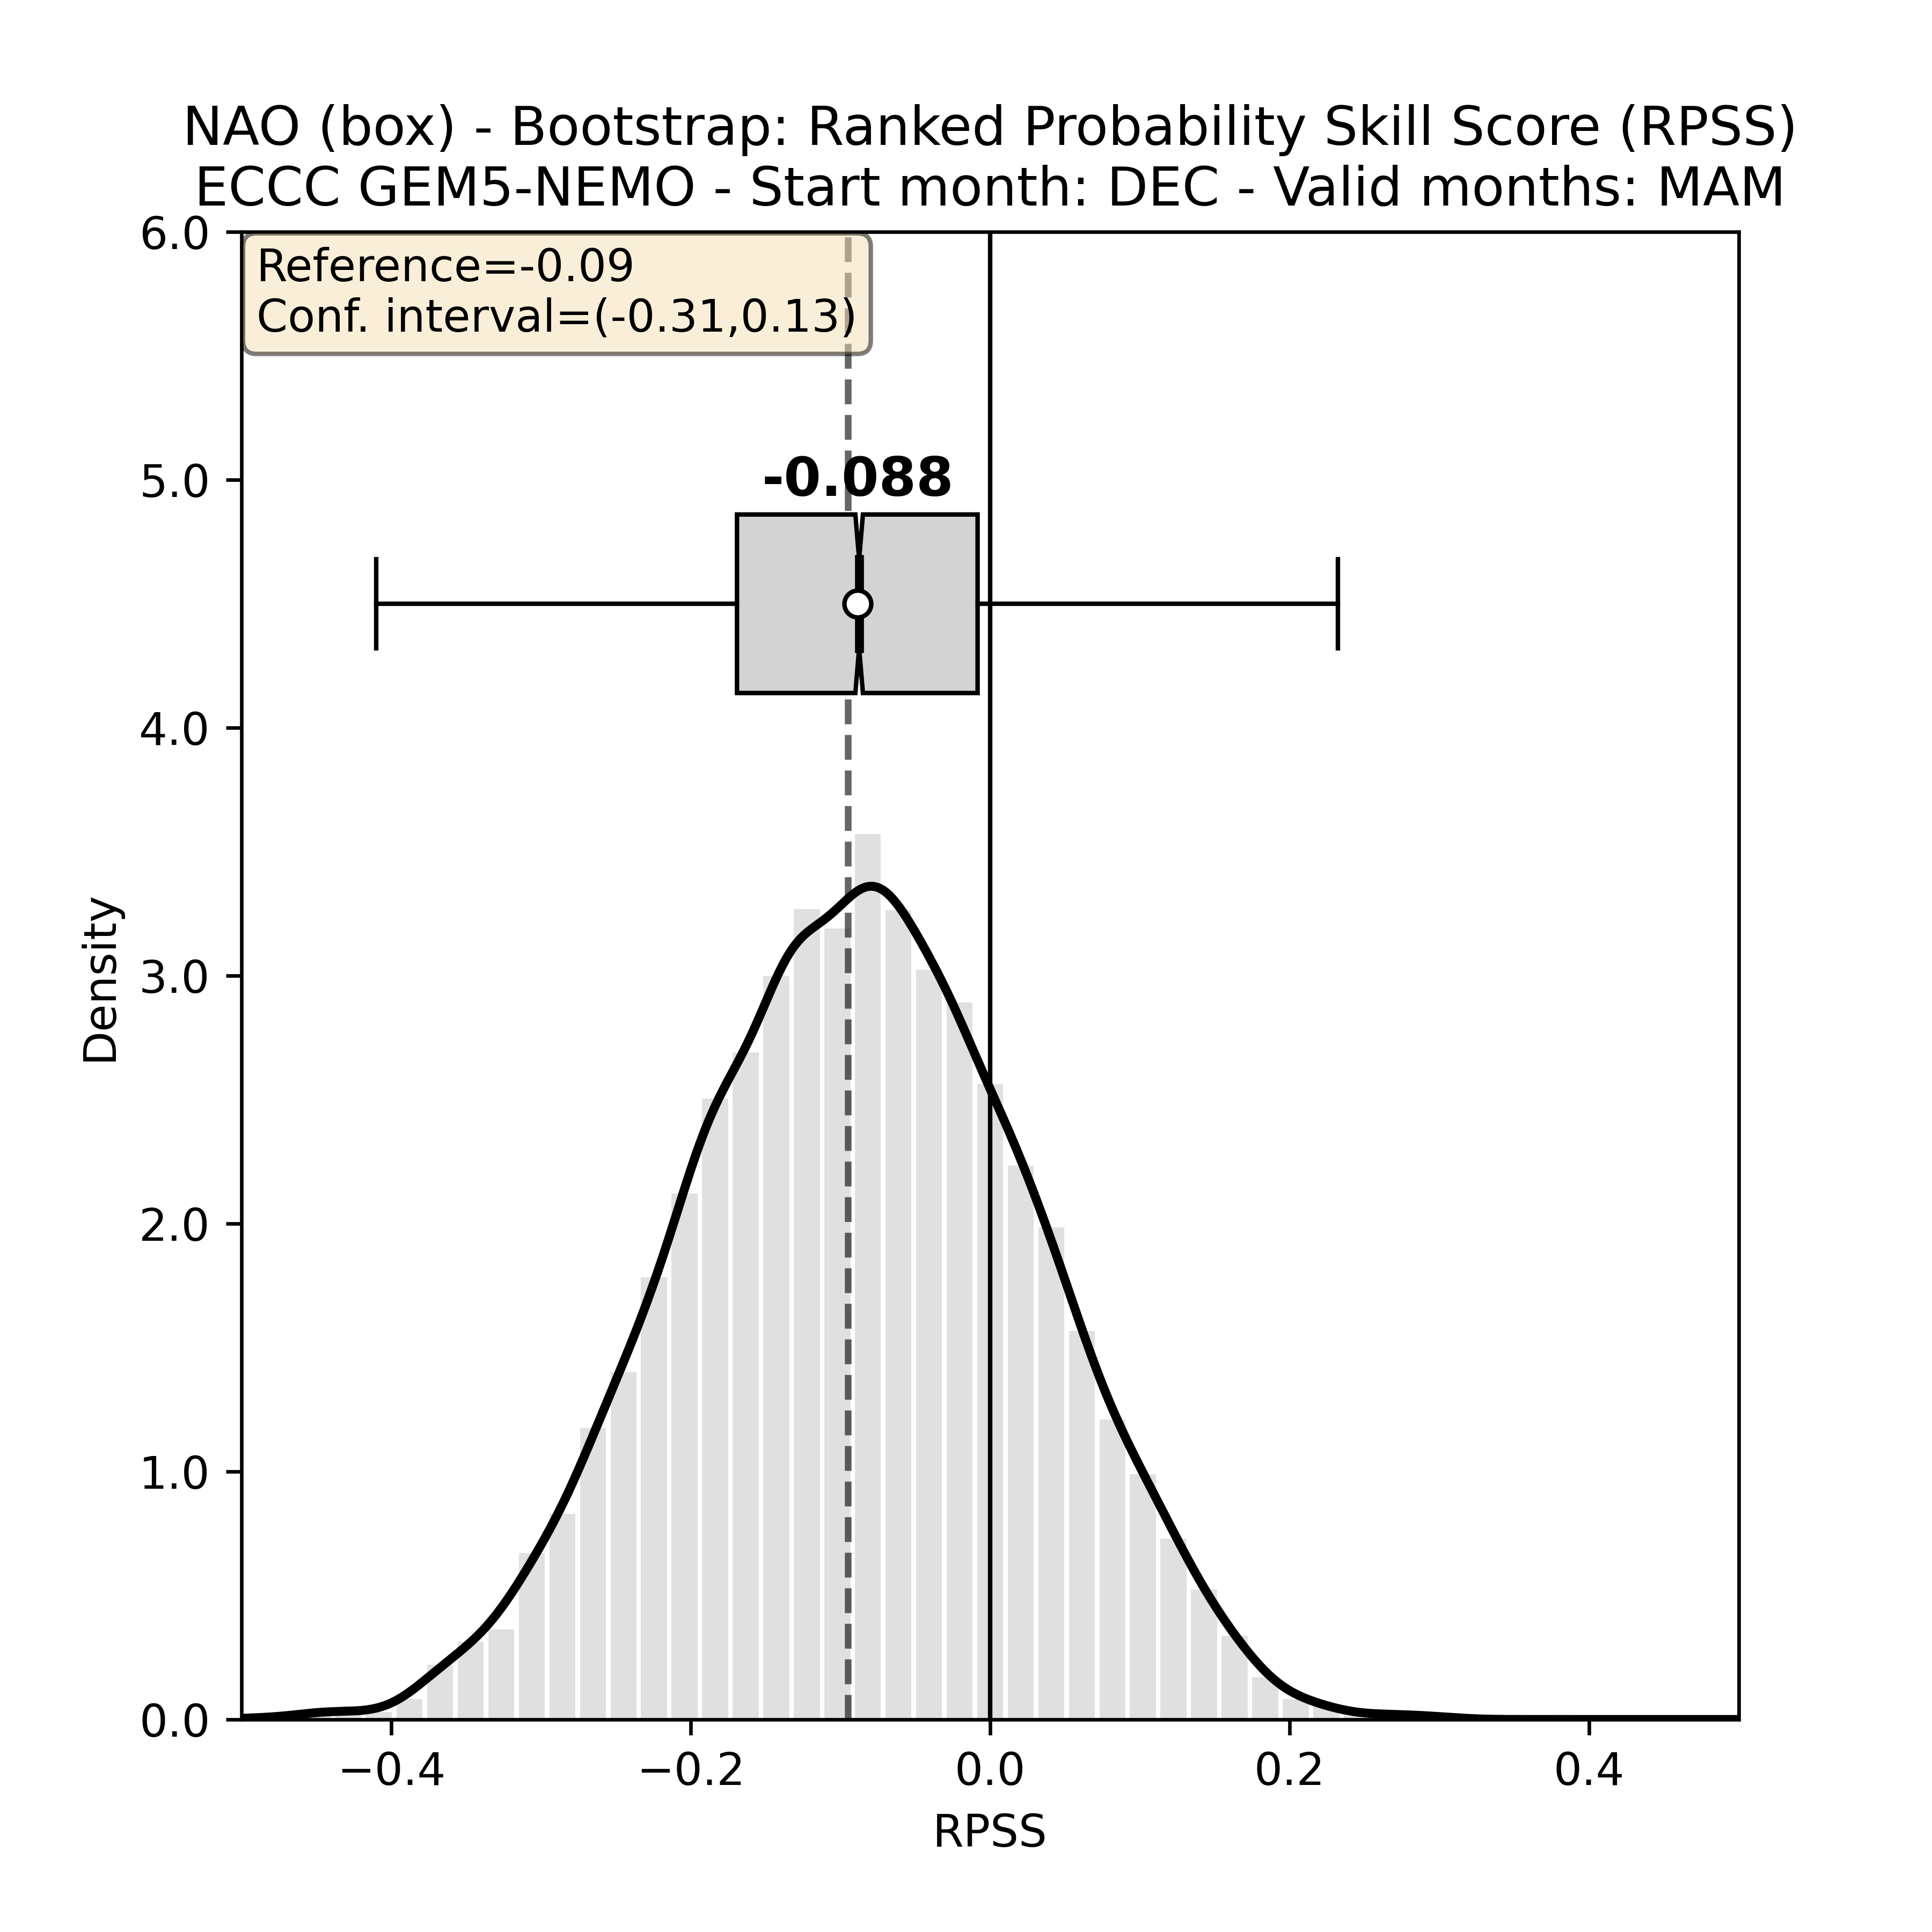 NAO (box) - Bootstrap: Ranked Probability Skill Score (RPSS)
ECCC GEM5-NEMO - Start month: DEC - Valid months: MAM
Reference=-0.09
Conf. interval=(-0.31,0.13)
-0.088
6.0
5.0
4.0
3.0
2.0
1.0
0.0
Density
−0.4
−0.2
0.0
0.2
0.4
RPSS